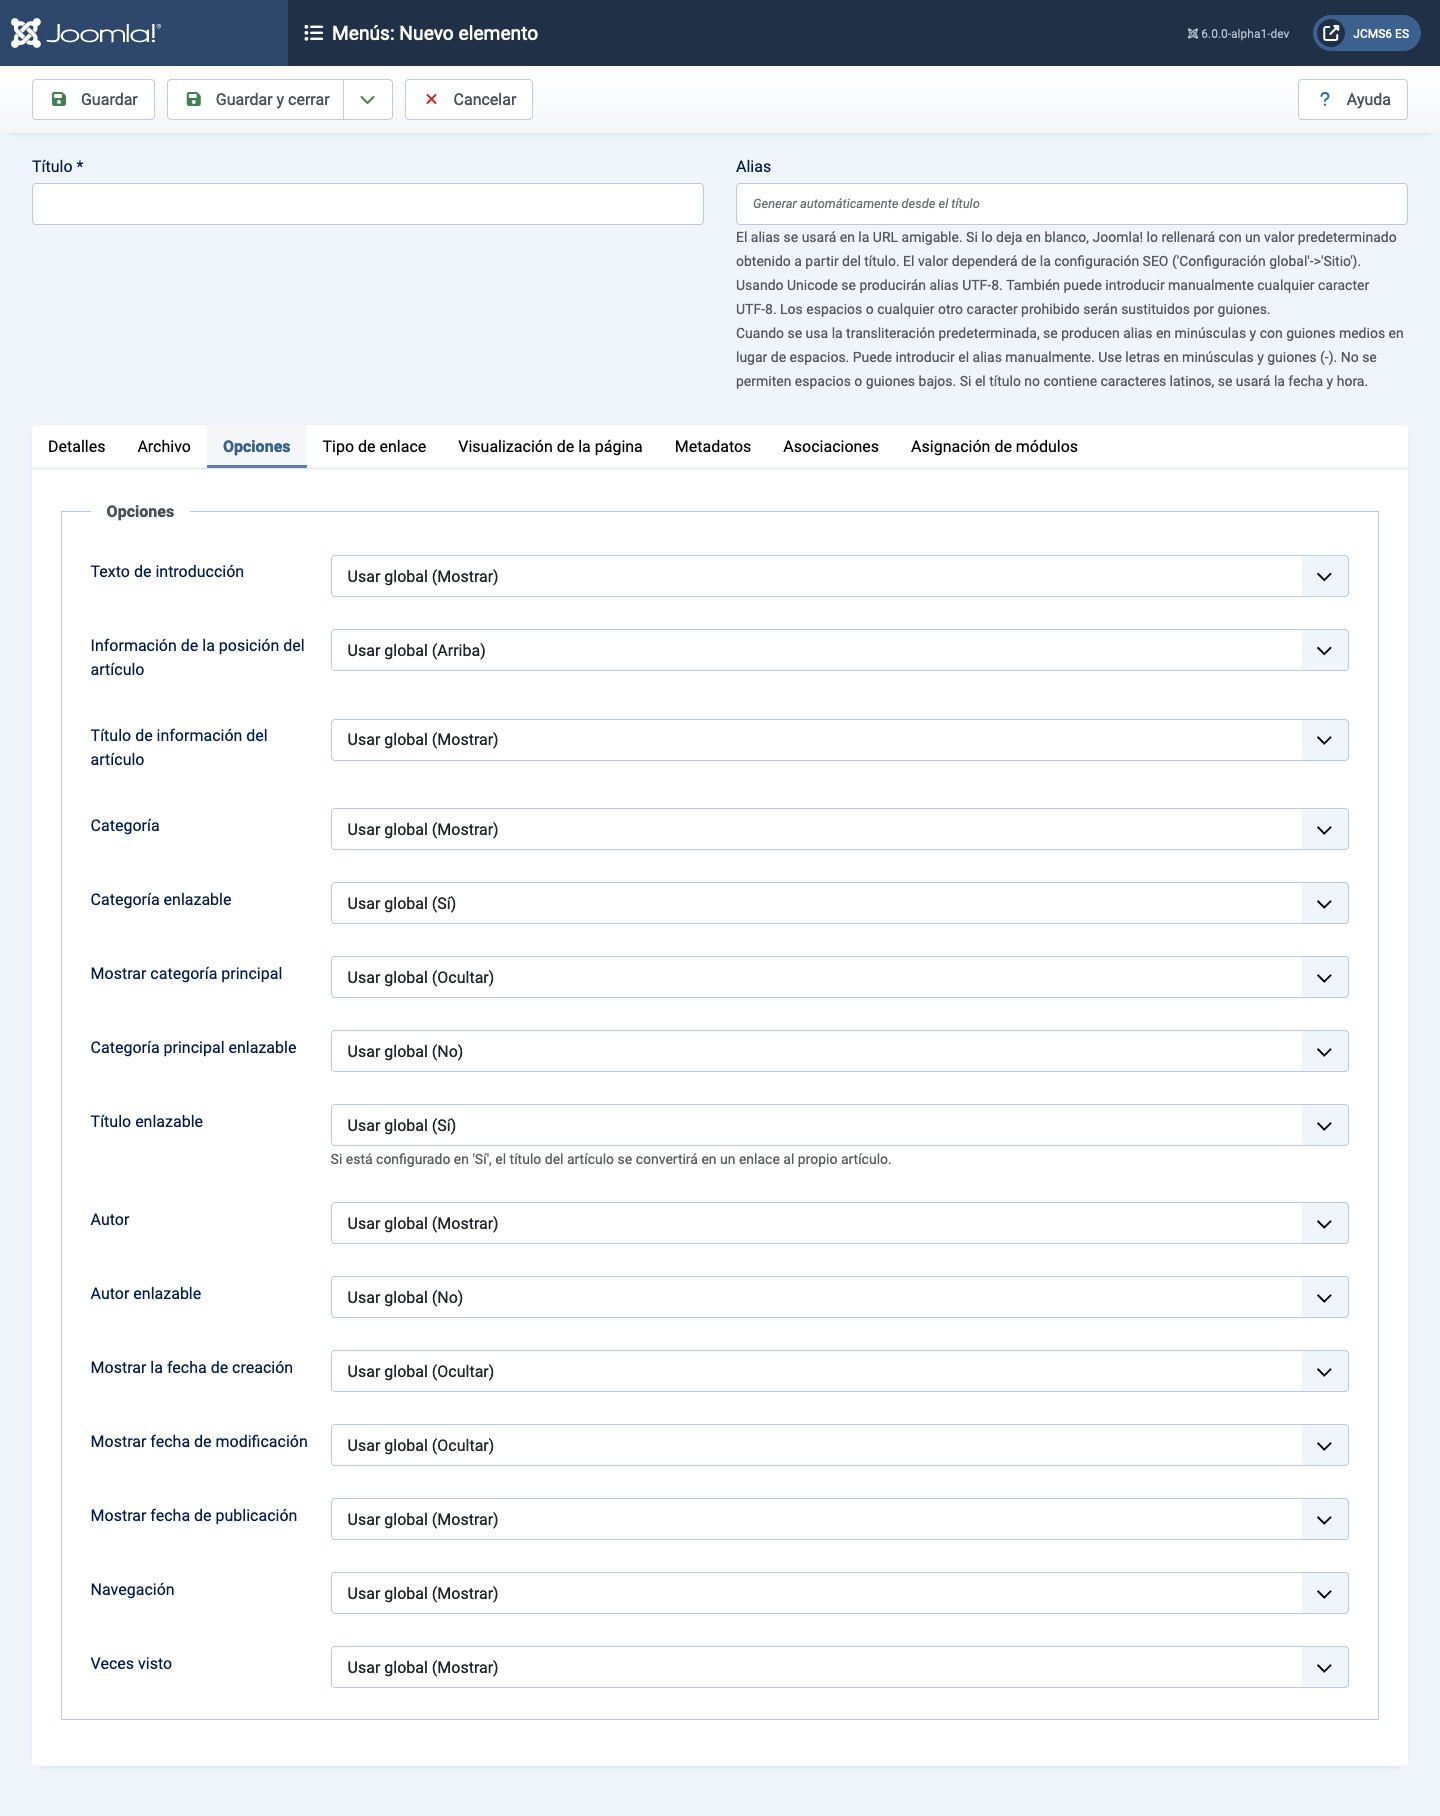 Joomla!®
Menús: Nuevo elemento
6.0.0-alpha1-dev
JCMS6 ES
Guardar
Guardar y cerrar
Cancelar
? Ayuda
Título *
Alias
Generar automáticamente desde el título
El alias se usará en la URL amigable. Si lo deja en blanco, Joomla! lo rellenará con un valor predeterminado
obtenido a partir del título. El valor dependerá de la configuración SEO ('Configuración global'->'Sitio').
Usando Unicode se producirán alias UTF-8. También puede introducir manualmente cualquier caracter
UTF-8. Los espacios o cualquier otro caracter prohibido serán sustituidos por guiones.
Cuando se usa la transliteración predeterminada, se producen alias en minúsculas y con guiones medios en
lugar de espacios. Puede introducir el alias manualmente. Use letras en minúsculas y guiones (-). No se
permiten espacios o guiones bajos. Si el título no contiene caracteres latinos, se usará la fecha y hora.
Detalles
Archivo
Opciones
Tipo de enlace
Visualización de la página
Metadatos
Asociaciones
Asignación de módulos
Opciones
Texto de introducción
Usar global (Mostrar)
Información de la posición del
artículo
Usar global (Arriba)
Título de información del
artículo
Usar global (Mostrar)
Categoría
Usar global (Mostrar)
Categoría enlazable
Usar global (Sí)
Mostrar categoría principal
Usar global (Ocultar)
Categoría principal enlazable
Usar global (No)
Título enlazable
Usar global (Sí)
Si está configurado en 'Sí', el título del artículo se convertirá en un enlace al propio artículo.
Autor
Usar global (Mostrar)
Autor enlazable
Usar global (No)
Mostrar la fecha de creación
Usar global (Ocultar)
Mostrar fecha de modificación
Usar global (Ocultar)
Mostrar fecha de publicación
Usar global (Mostrar)
Navegación
Usar global (Mostrar)
Veces visto
Usar global (Mostrar)